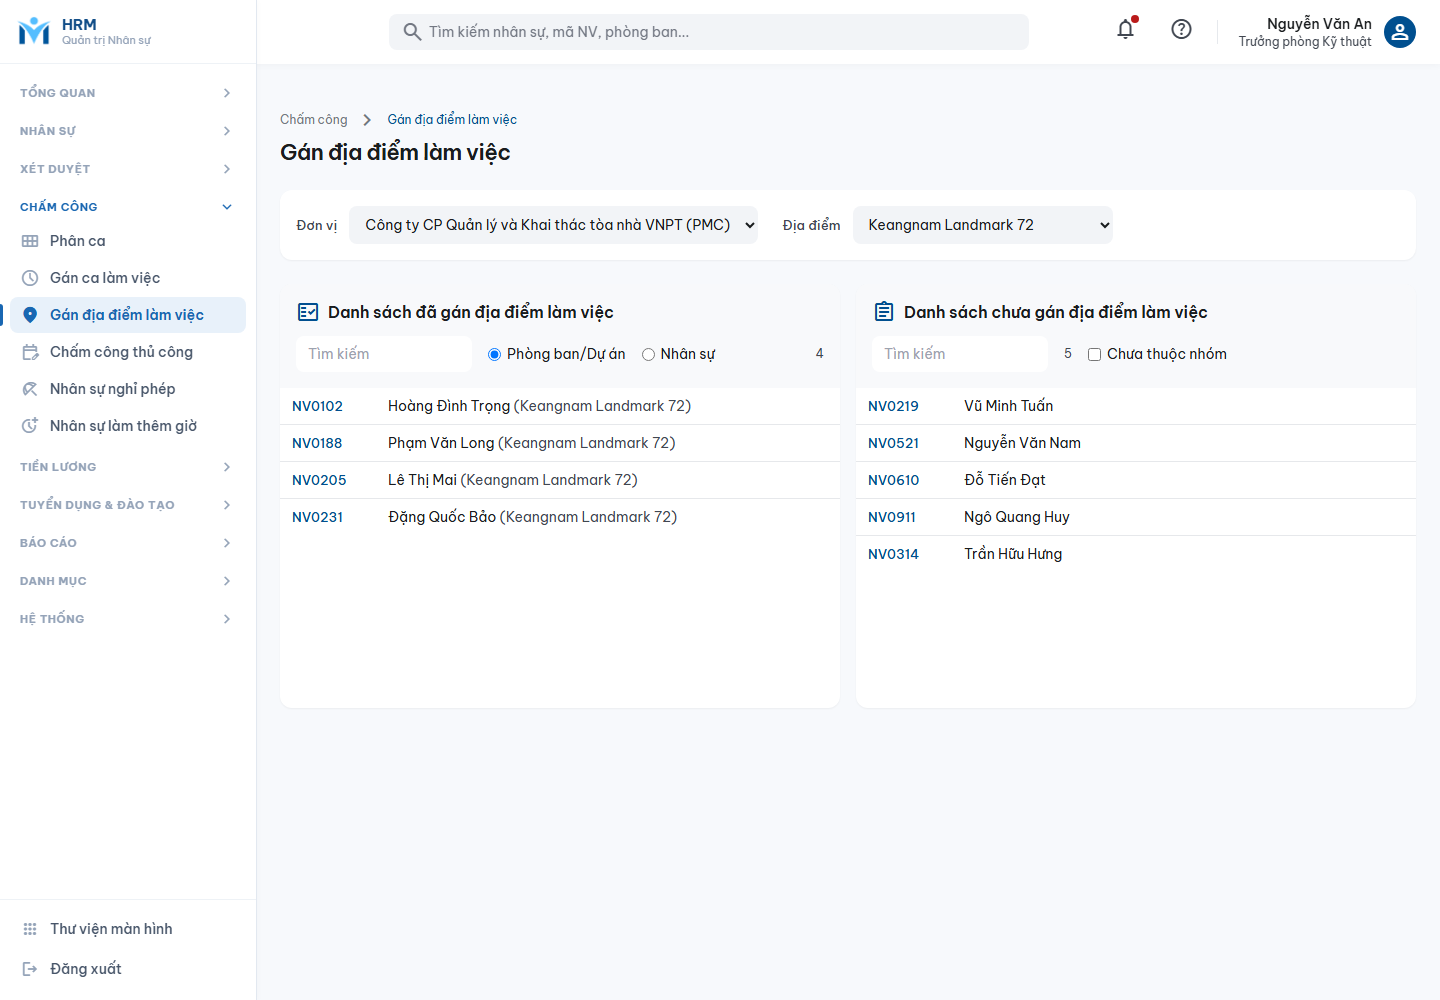 HRM
Quản trị Nhân sự
Tìm kiếm nhân sự, mã NV, phòng ban...
Nguyễn Văn An
Trưởng phòng Kỹ thuật
TỔNG QUAN
NHÂN SỰ
XÉT DUYỆT
CHẤM CÔNG
Phân ca
Gán ca làm việc
Gán địa điểm làm việc
Chấm công thủ công
Nhân sự nghỉ phép
Nhân sự làm thêm giờ
TIỀN LƯƠNG
TUYỂN DỤNG & ĐÀO TẠO
BÁO CÁO
DANH MỤC
HỆ THỐNG
Thư viện màn hình
Đăng xuất
Chấm công
Gán địa điểm làm việc
Gán địa điểm làm việc
Đơn vị
Công ty CP Quản lý và Khai thác tòa nhà VNPT (PMC)
Địa điểm
Keangnam Landmark 72
Danh sách đã gán địa điểm làm việc
Tìm kiếm
Phòng ban/Dự án
Nhân sự
4
NV0102 Hoàng Đình Trọng (Keangnam Landmark 72)
NV0188 Phạm Văn Long (Keangnam Landmark 72)
NV0205 Lê Thị Mai (Keangnam Landmark 72)
NV0231 Đặng Quốc Bảo (Keangnam Landmark 72)
Danh sách chưa gán địa điểm làm việc
Tìm kiếm
5
Chưa thuộc nhóm
NV0219 Vũ Minh Tuấn
NV0521 Nguyễn Văn Nam
NV0610 Đỗ Tiến Đạt
NV0911 Ngô Quang Huy
NV0314 Trần Hữu Hưng